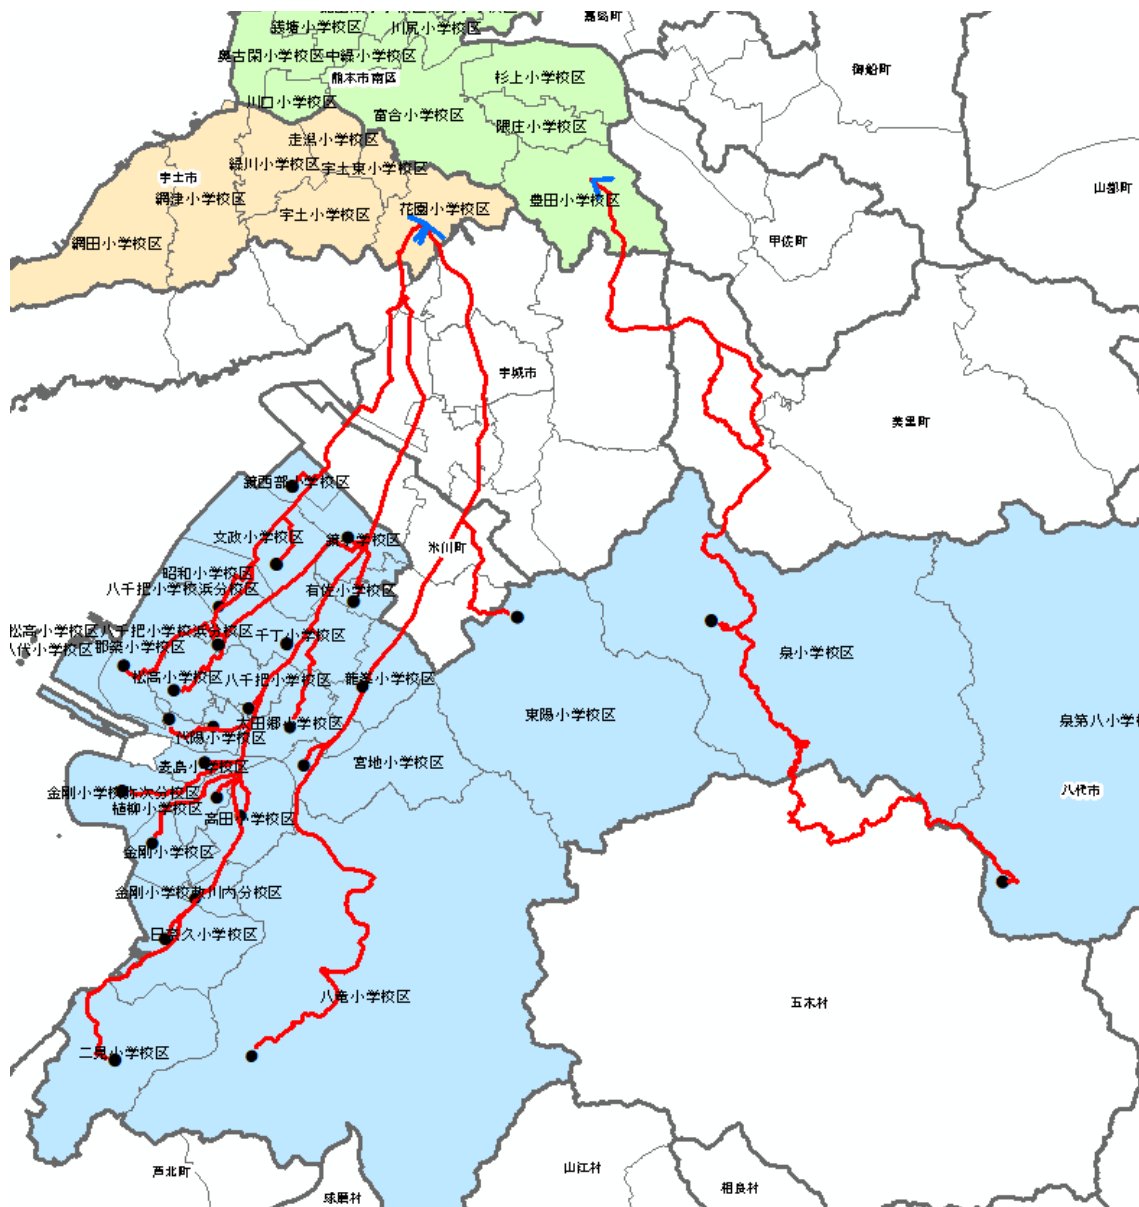 嘉島町
銭塘小学校区
川尻小学校区
奥古閑小学校区
中緑小学校区
熊本市南区
杉上小学校区
御船町
川口小学校区
富合小学校区
隈庄小学校区
走潟小学校区
緑川小学校区
宇土東小学校区
宇土市
山都町
網津小学校区
豊田小学校区
宇土小学校区
花園小学校区
網田小学校区
甲佐町
宇城市
美里町
鏡西部小学校区
文政小学校区
鏡小学校区
氷川町
昭和小学校区
八千把小学校浜分校区
有佐小学校区
松高小学校区
八千把小学校浜分校区
千丁小学校区
八代小学校区
郡築小学校区
泉小学校区
松高小学校区
八千把小学校区
龍峯小学校区
東陽小学校区
太田郷小学校区
泉第八小学校
代陽小学校区
麦島小学校区
宮地小学校区
金剛小学校弥次分校区
八代市
植柳小学校区
高田小学校区
金剛小学校区
金剛小学校敷川内分校区
日奈久小学校区
八竜小学校区
五木村
二見小学校区
芦北町
山江村
相良村
球磨村